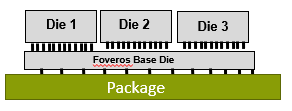 Die 1 Die 2 Die 3
Foveros Base Die
Package